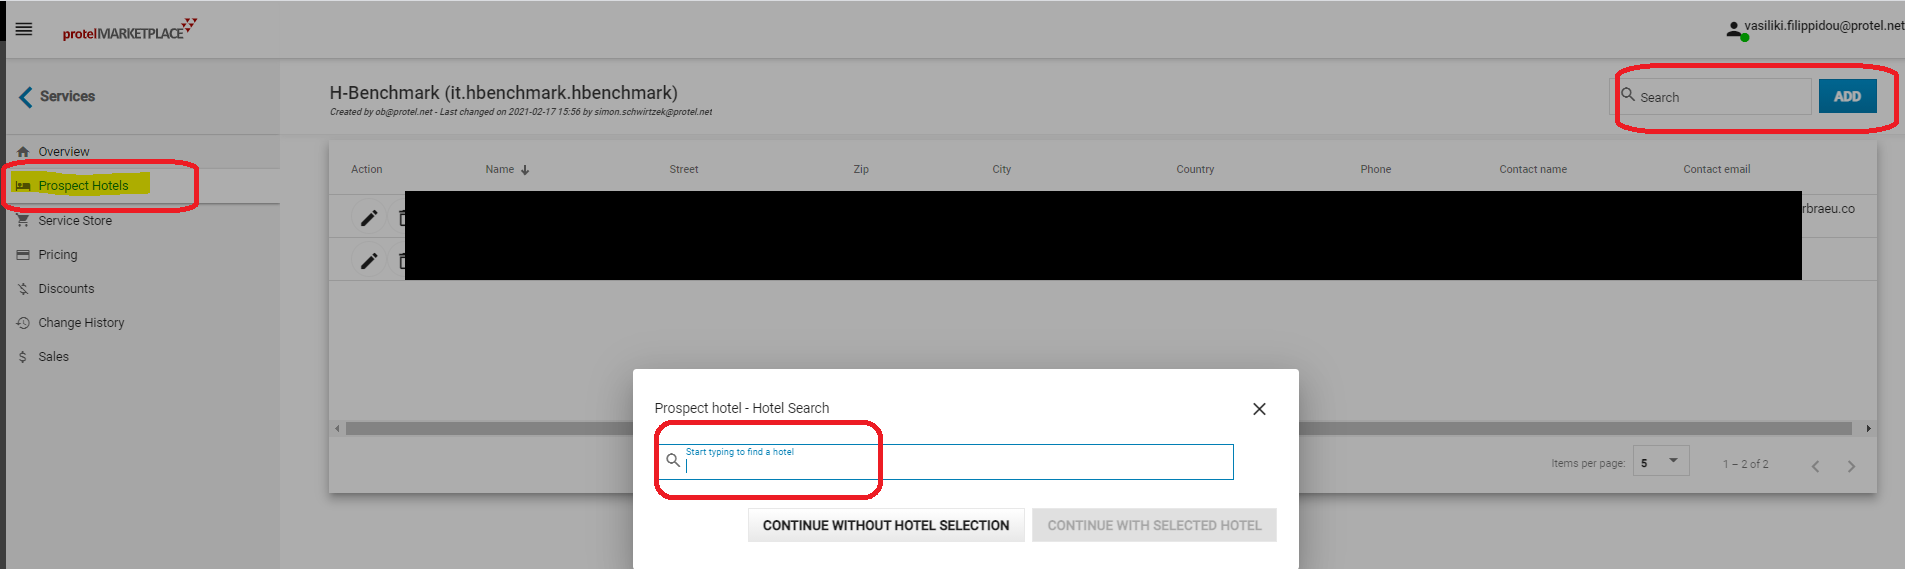 protelMARKETPLACE
vasiliki.filippidou@protel.net
Services
H-Benchmark (it.hbenchmark.hbenchmark)
Created by ob@protel.net - Last changed on 2021-02-17 15:56 by simon.schwirtzek@protel.net
Search
ADD
Overview
Prospect Hotels
Service Store
Pricing
Discounts
Change History
Sales
Action Name Street Zip City Country Phone Contact name Contact email
rbraeu.co
Prospect hotel - Hotel Search
Start typing to find a hotel
CONTINUE WITHOUT HOTEL SELECTION
CONTINUE WITH SELECTED HOTEL
Items per page: 5 1 – 2 of 2